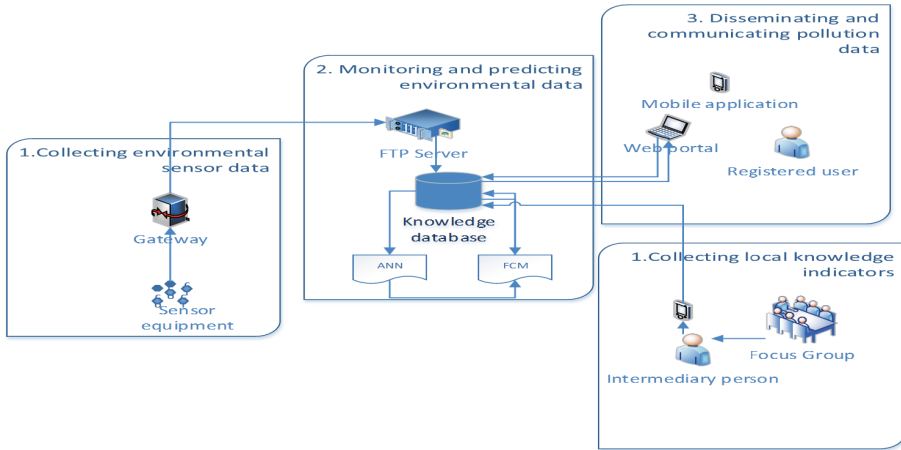 1.Collecting environmental
sensor data
Gateway
Sensor
equipment
2. Monitoring and predicting
environmental data
FTP Server
Knowledge
database
ANN
FCM
3. Disseminating and
communicating pollution
data
Mobile application
Web portal
Registered user
1.Collecting local knowledge
indicators
Focus Group
Intermediary person